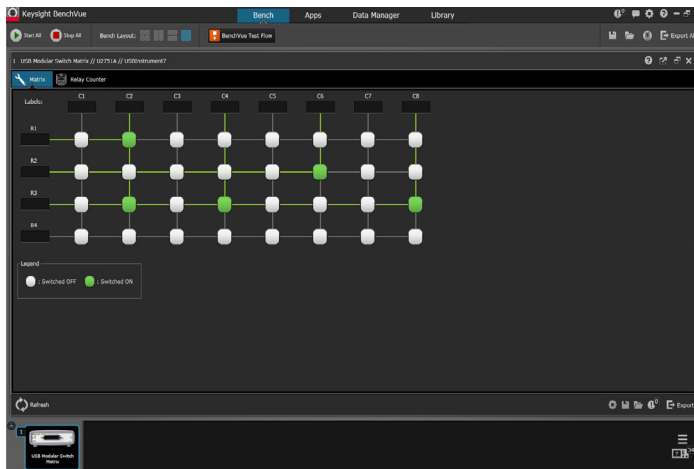 Keysight BenchVue
Bench Apps Data Manager Library
Start All Stop All Bench Layout: BenchVue Test Flow Export All
1 USB Modular Switch Matrix // U2751A // USBInstrument7
Matrix Relay Counter
Labels: C1 C2 C3 C4 C5 C6 C7 C8
R1
R2
R3
R4
Legend
: Switched OFF : Switched ON
Refresh Export
1
USB Modular Switch
Matrix